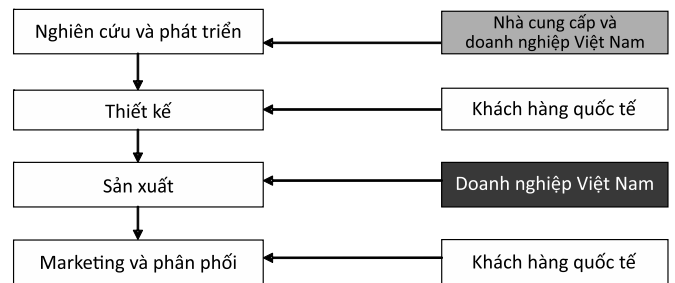 Nghiên cứu và phát triển
Nhà cung cấp và
doanh nghiệp Việt Nam
Thiết kế
Khách hàng quốc tế
Sản xuất
Doanh nghiệp Việt Nam
Marketing và phân phối
Khách hàng quốc tế